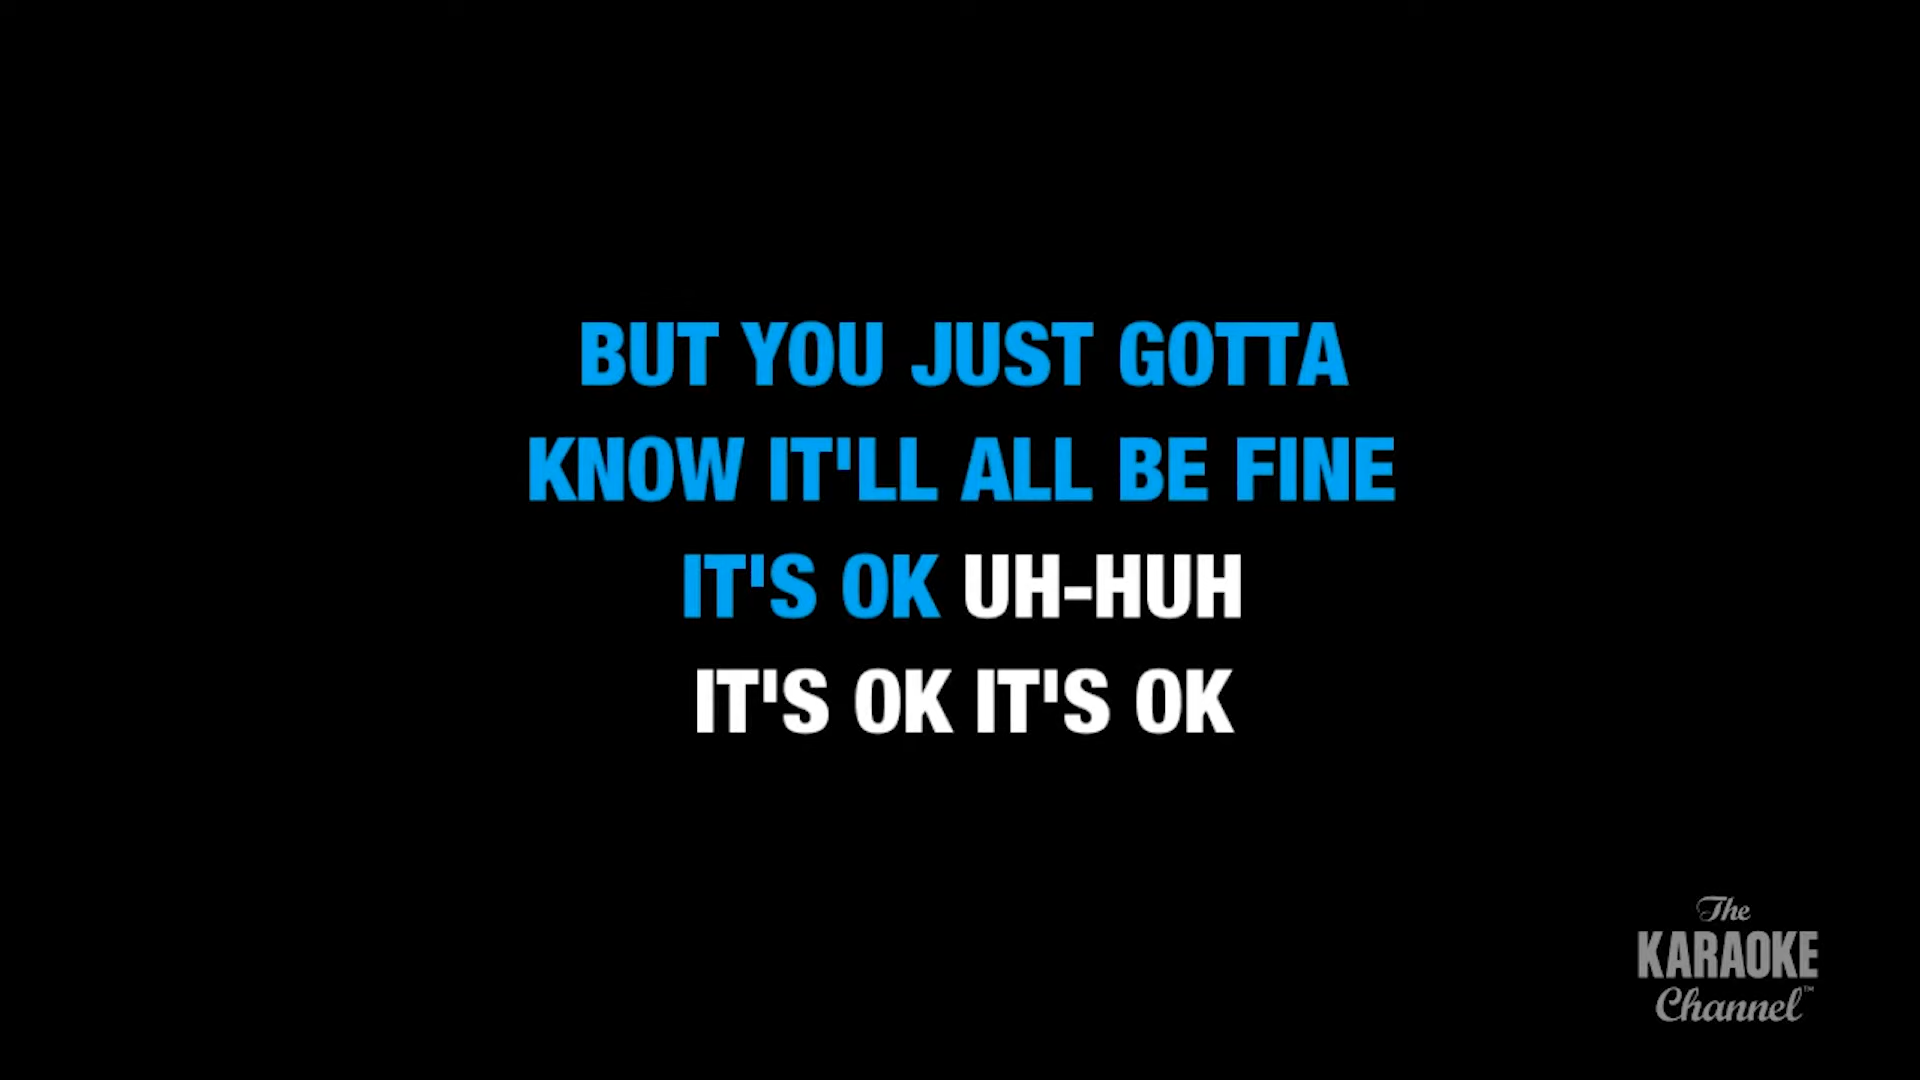 BUT YOU JUST GOTTA
KNOW IT'LL ALL BE FINE
IT'S OK UH-HUH
IT'S OK IT'S OK
The
KARAOKE
Channel™